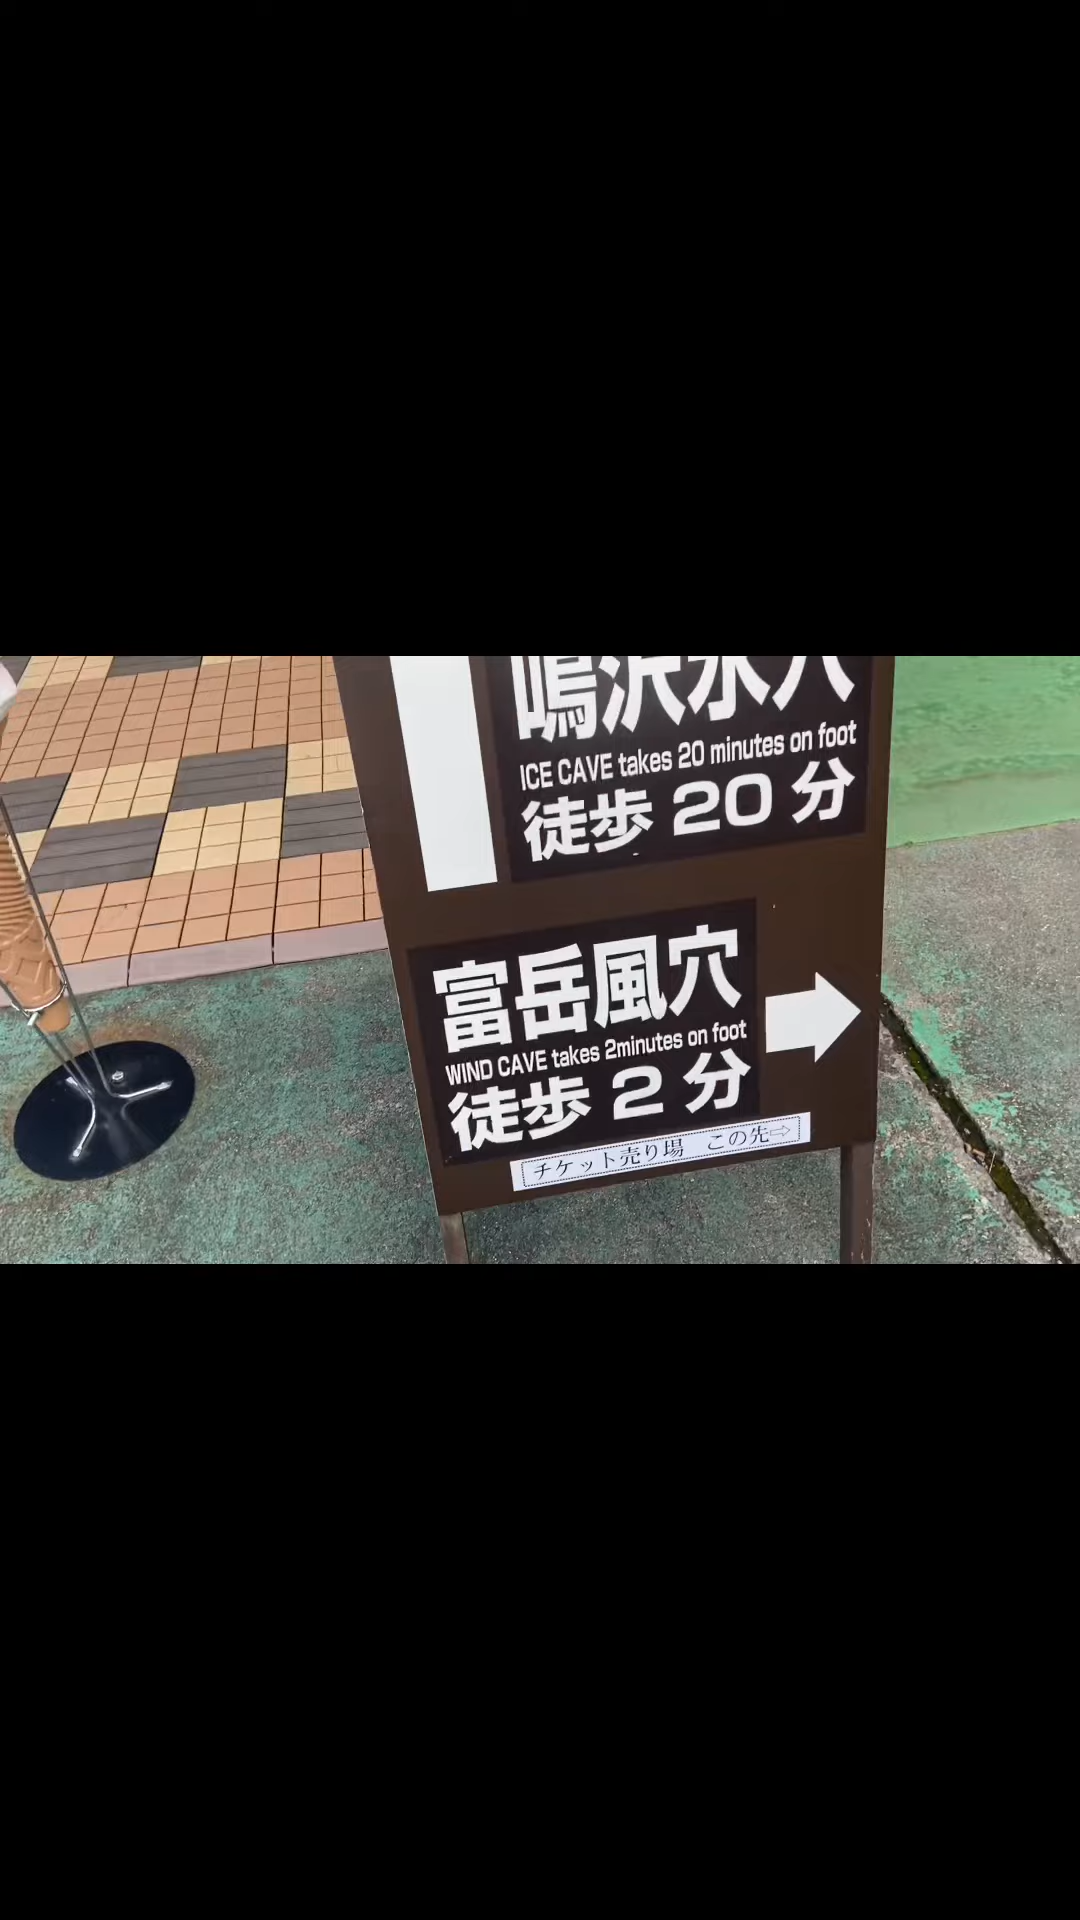 鳴沢氷穴
ICE CAVE takes 20 minutes on foot
徒歩 20 分
富岳風穴
WIND CAVE takes 2minutes on foot
徒歩 2 分
チケット売り場　この先⇨